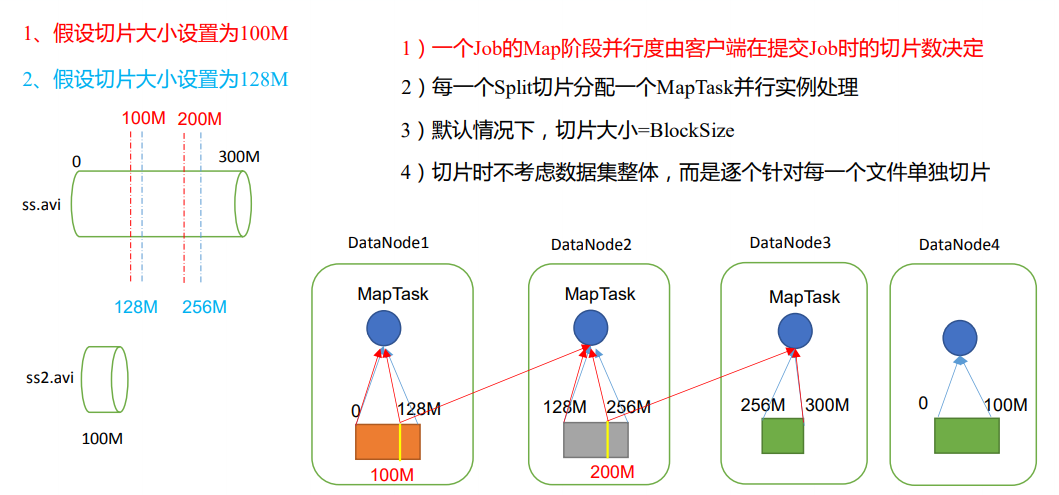 1、假设切片大小设置为100M
2、假设切片大小设置为128M
1）一个Job的Map阶段并行度由客户端在提交Job时的切片数决定
2）每一个Split切片分配一个MapTask并行实例处理
3）默认情况下，切片大小=BlockSize
4）切片时不考虑数据集整体，而是逐个针对每一个文件单独切片
100M 200M
0 300M
ss.avi
128M 256M
ss2.avi
100M
DataNode1
MapTask
0 128M
100M
DataNode2
MapTask
128M 256M
200M
DataNode3
MapTask
256M 300M
DataNode4
0 100M